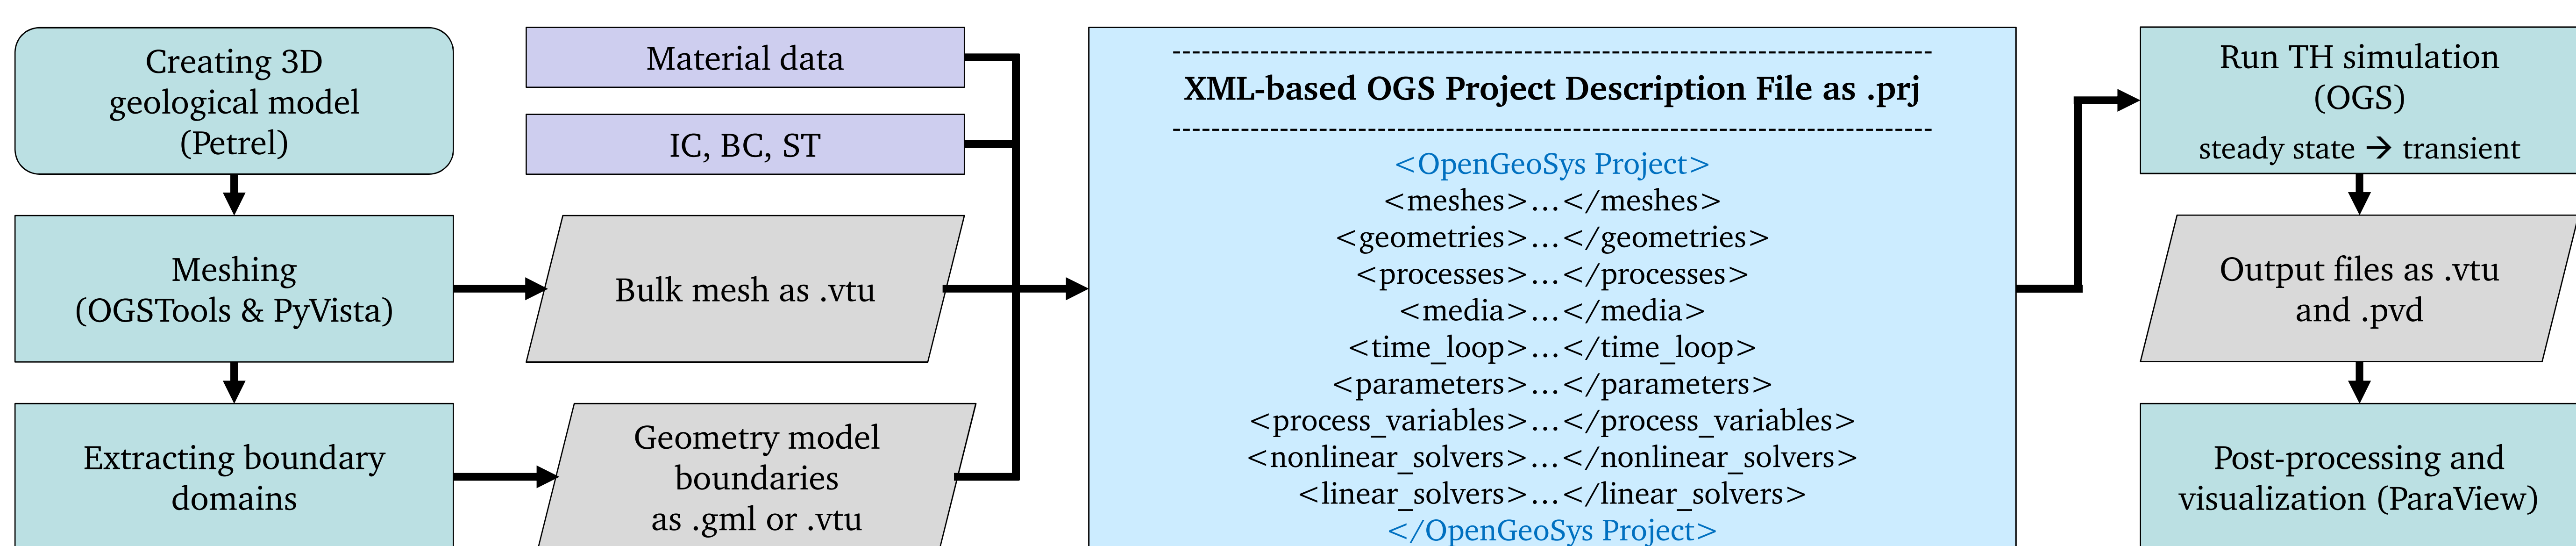 Creating 3D
geological model
(Petrel)
Meshing
(OGSTools & PyVista)
Extracting boundary
domains
Material data
IC, BC, ST
Bulk mesh as .vtu
Geometry model
boundaries
as .gml or .vtu
--------------------------------------------------------------------------------
XML-based OGS Project Description File as .prj
--------------------------------------------------------------------------------
<OpenGeoSys Project>
<meshes>…</meshes>
<geometries>…</geometries>
<processes>…</processes>
<media>…</media>
<time_loop>…</time_loop>
<parameters>…</parameters>
<process_variables>…</process_variables>
<nonlinear_solvers>…</nonlinear_solvers>
<linear_solvers>…</linear_solvers>
</OpenGeoSys Project>
Run TH simulation
(OGS)
steady state → transient
Output files as .vtu
and .pvd
Post-processing and
visualization (ParaView)